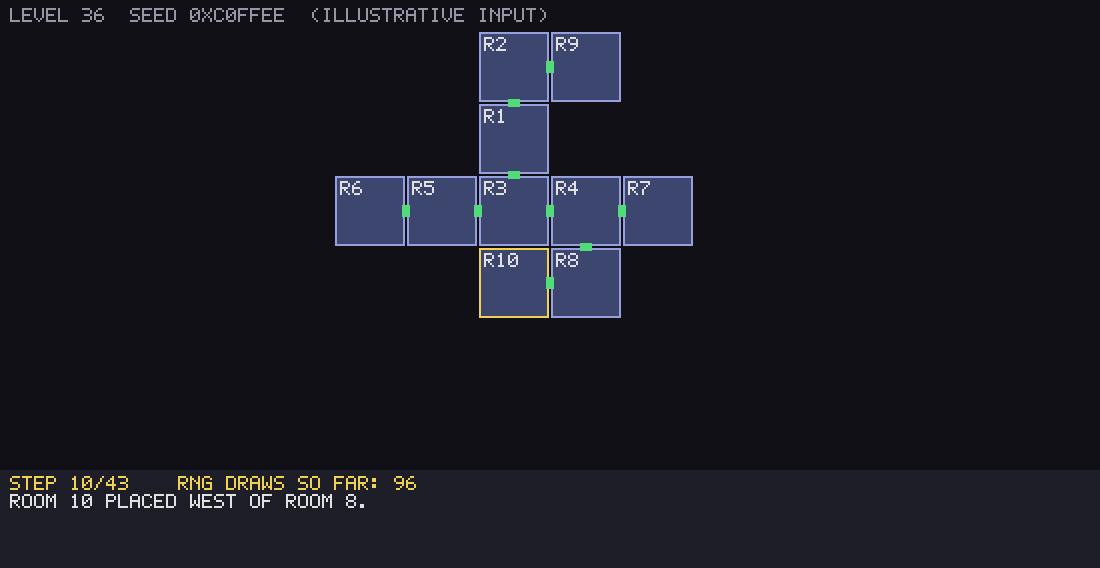 LEVEL 36  SEED 0XC0FFEE  (ILLUSTRATIVE INPUT)
R2 R9
R1
R6 R5 R3 R4 R7
R10 R8
STEP 10/43    RNG DRAWS SO FAR: 96
ROOM 10 PLACED WEST OF ROOM 8.